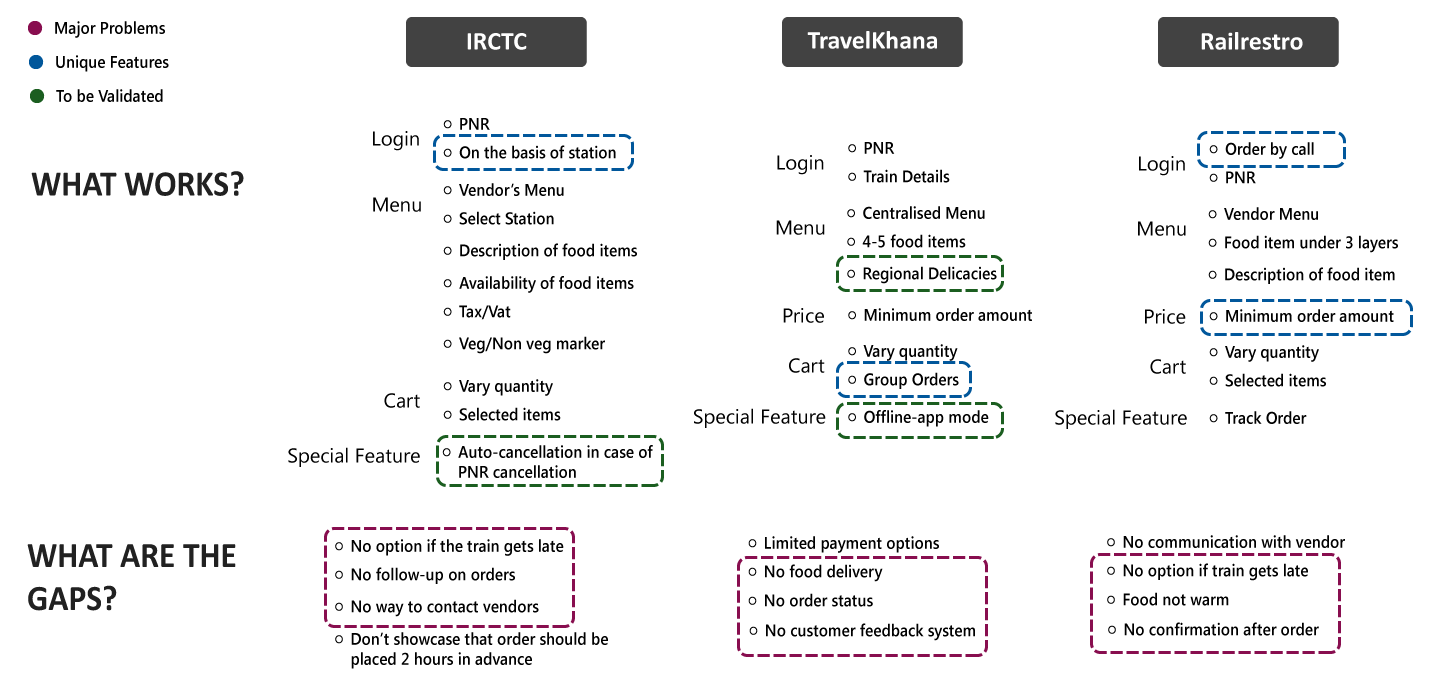 Major Problems
Unique Features
To be Validated
IRCTC
TravelKhana
Railrestro
WHAT WORKS?
Login
PNR
On the basis of station
Menu
Vendor's Menu
Select Station
Description of food items
Availability of food items
Tax/Vat
Veg/Non veg marker
Cart
Vary quantity
Selected items
Special Feature
Auto-cancellation in case of
PNR cancellation
Login
PNR
Train Details
Menu
Centralised Menu
4-5 food items
Regional Delicacies
Price
Minimum order amount
Cart
Vary quantity
Group Orders
Special Feature
Offline-app mode
Login
Order by call
PNR
Menu
Vendor Menu
Food item under 3 layers
Description of food item
Price
Minimum order amount
Cart
Vary quantity
Selected items
Special Feature
Track Order
WHAT ARE THE
GAPS?
No option if the train gets late
No follow-up on orders
No way to contact vendors
Don't showcase that order should be
placed 2 hours in advance
Limited payment options
No food delivery
No order status
No customer feedback system
No communication with vendor
No option if train gets late
Food not warm
No confirmation after order